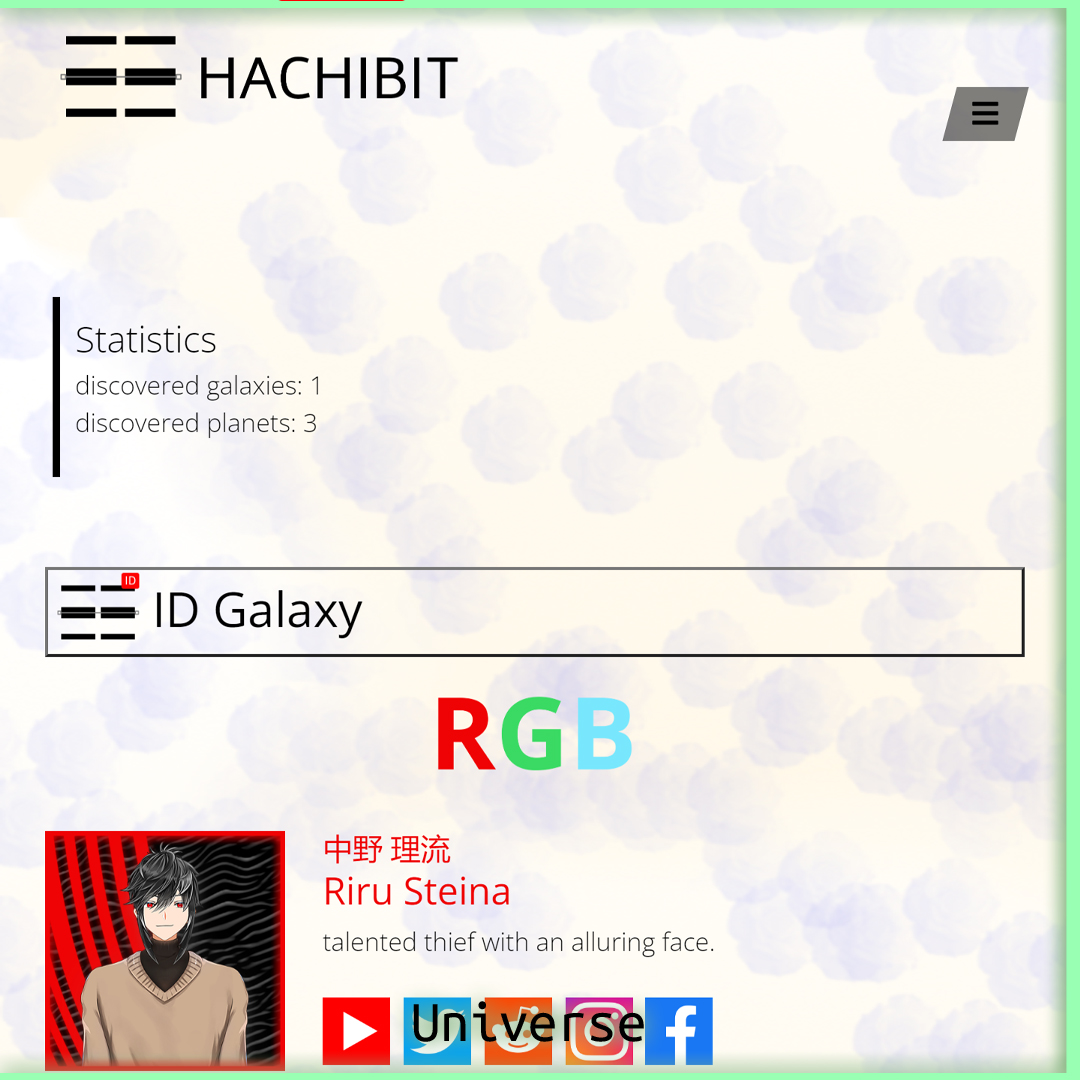 HACHIBIT
Statistics
discovered galaxies: 1
discovered planets: 3
ID
ID Galaxy
RGB
中野 理流
Riru Steina
talented thief with an alluring face.
Universe